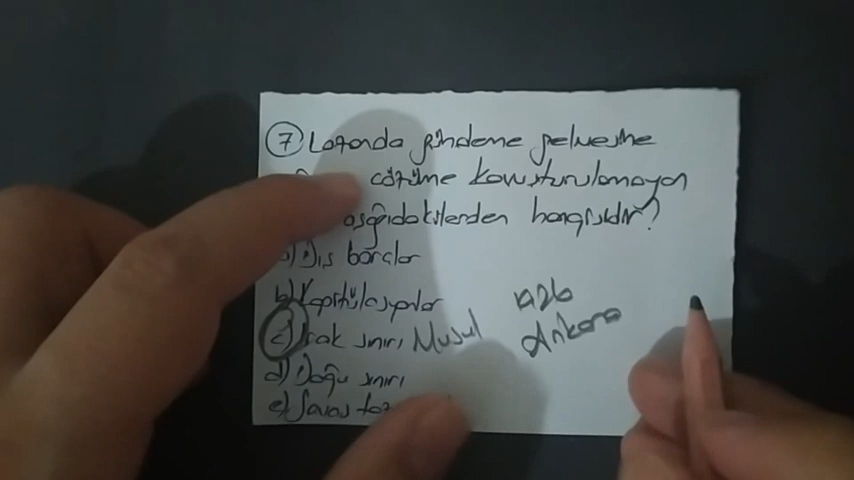 7 Lozanda gündeme gelmesine
çözüme kavuşturulamayan
aşağıdakilerden hangisidir?
a) Dış borçlar
b) Kapitülasyonlar
c) Irak sınırı Musul
1926
Ankara
d) Doğu sınırı
e) Savaş